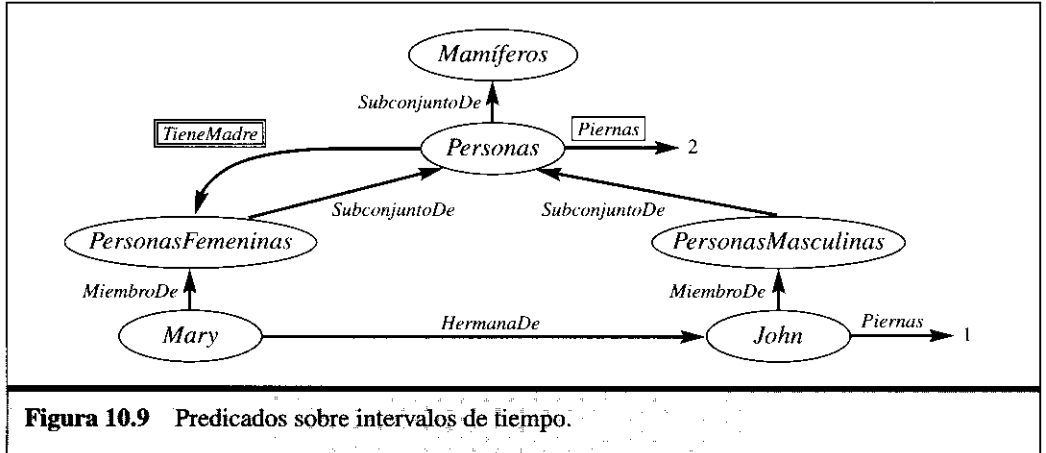 Mamíferos
SubconjuntoDe
TieneMadre
Personas
Piernas
2
SubconjuntoDe
SubconjuntoDe
PersonasFemeninas
PersonasMasculinas
MiembroDe
MiembroDe
Mary
HermanaDe
John
Piernas
1
Figura 10.9 Predicados sobre intervalos de tiempo.